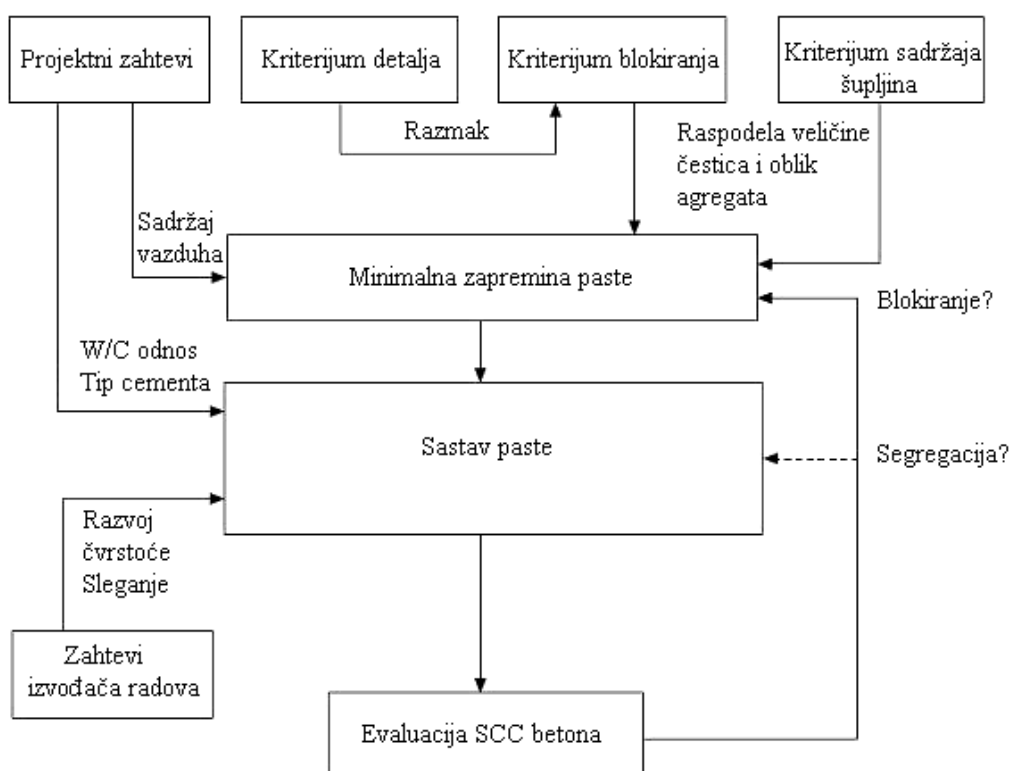 Projektni zahtevi
Kriterijum detalja
Kriterijum blokiranja
Kriterijum sadržaja
šupljina
Razmak
Raspodela veličine
čestica i oblik
agregata
Sadržaj
vazduha
Minimalna zapremina paste
Blokiranje?
W/C odnos
Tip cementa
Sastav paste
Segregacija?
Razvoj
čvrstoće
Sleganje
Zahtevi
izvođača radova
Evaluacija SCC betona